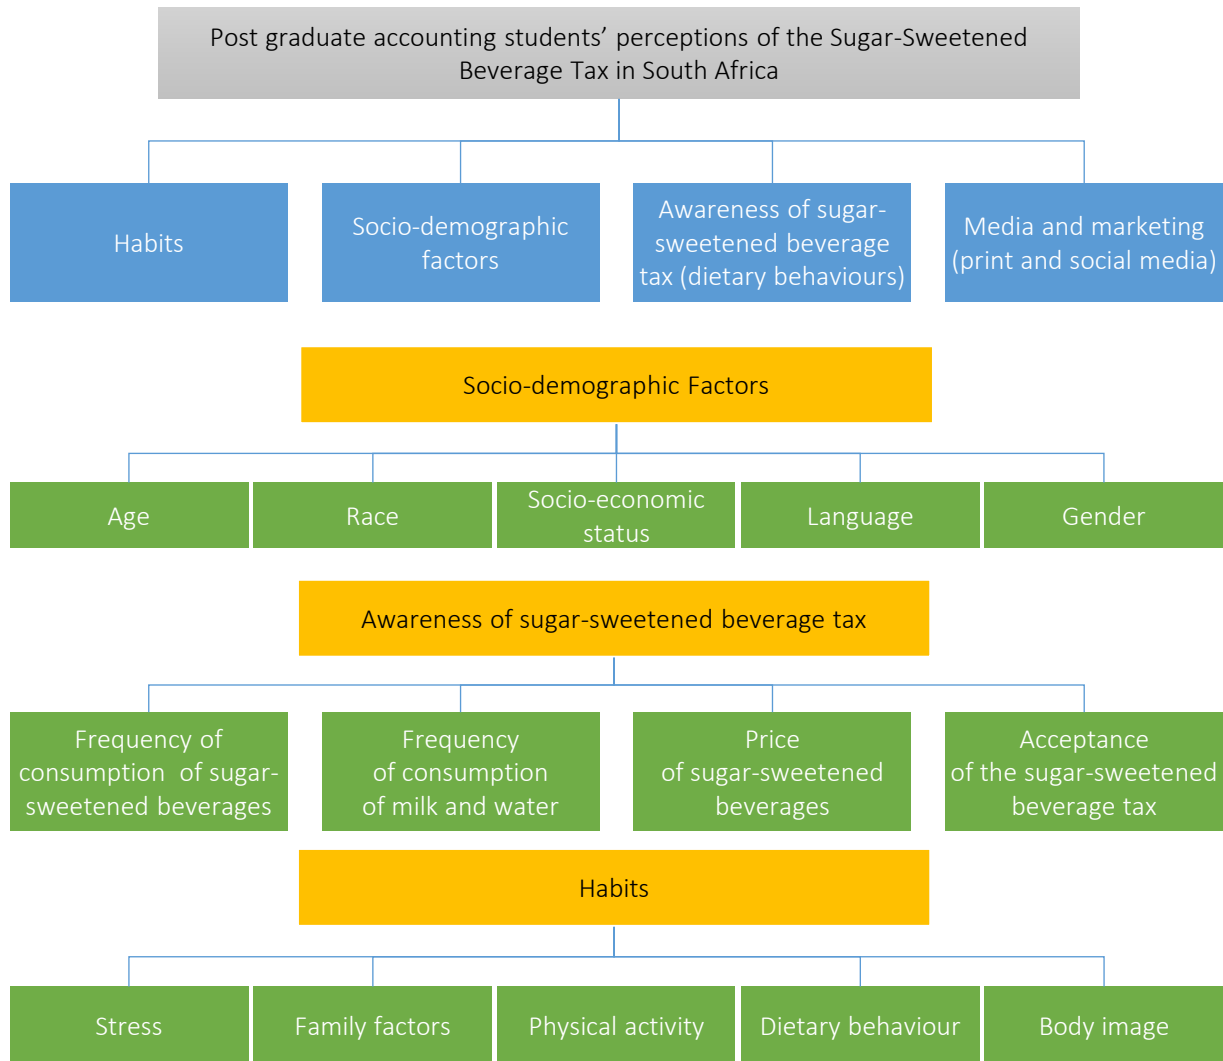 Post graduate accounting students’ perceptions of the Sugar-Sweetened
Beverage Tax in South Africa
Habits
Socio-demographic
factors
Awareness of sugar-
sweetened beverage
tax (dietary behaviours)
Media and marketing
(print and social media)
Socio-demographic Factors
Age
Race
Socio-economic
status
Language
Gender
Awareness of sugar-sweetened beverage tax
Frequency of
consumption of sugar-
sweetened beverages
Frequency
of consumption
of milk and water
Price
of sugar-sweetened
beverages
Acceptance
of the sugar-sweetened
beverage tax
Habits
Stress
Family factors
Physical activity
Dietary behaviour
Body image